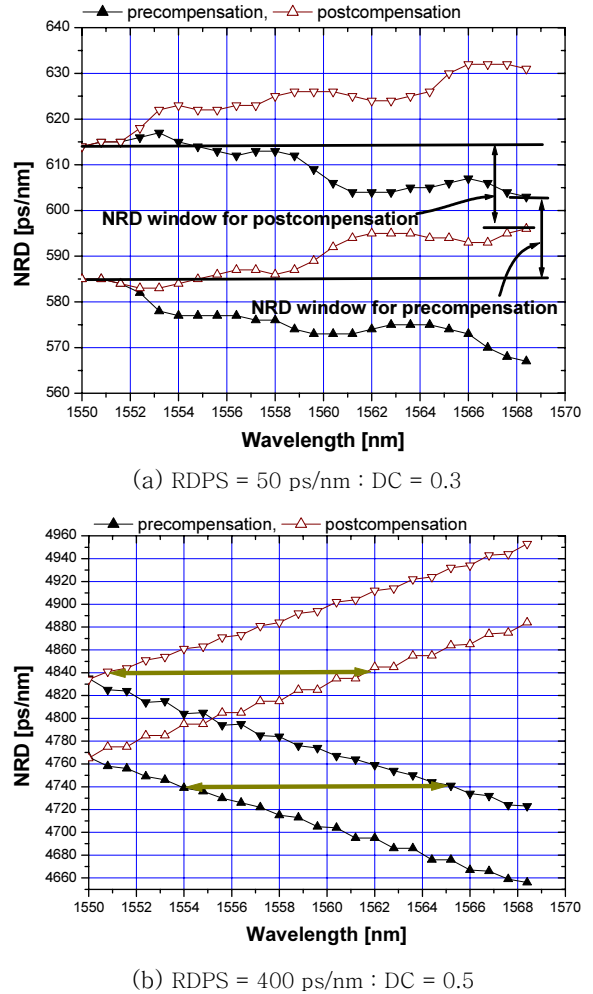 precompensation, postcompensation
640
630
620
610
600
590
580
570
560
NRD [ps/nm]
NRD window for postcompensation
NRD window for precompensation
1550 1552 1554 1556 1558 1560 1562 1564 1566 1568 1570
Wavelength [nm]
(a) RDPS = 50 ps/nm : DC = 0.3
precompensation, postcompensation
4960
4940
4920
4900
4880
4860
4840
4820
4800
4780
4760
4740
4720
4700
4680
4660
NRD [ps/nm]
1550 1552 1554 1556 1558 1560 1562 1564 1566 1568 1570
Wavelength [nm]
(b) RDPS = 400 ps/nm : DC = 0.5